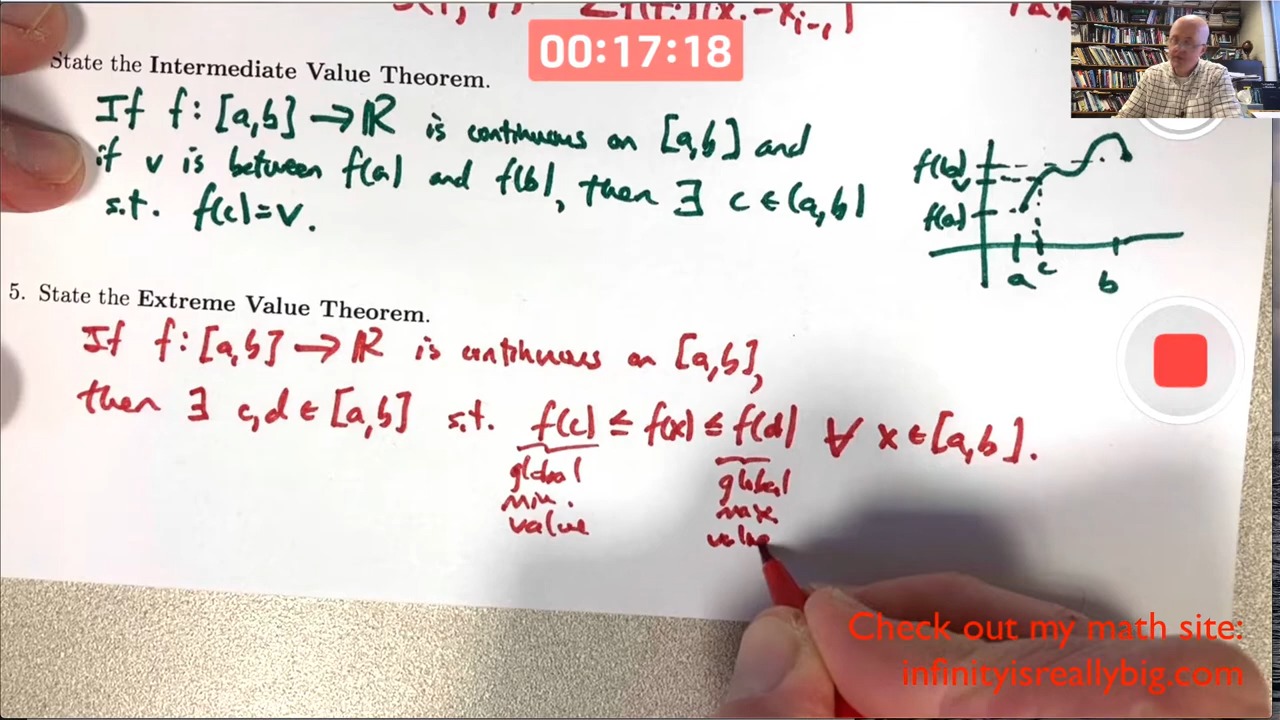 00:17:18
State the Intermediate Value Theorem.
If f: [a,b] → ℝ is continuous on [a,b] and
if v is between f(a) and f(b), then ∃ c ∈ (a,b)
s.t. f(c)=v.
f(b)
v
f(a)
a c b
5. State the Extreme Value Theorem.
If f: [a,b] → ℝ is continuous on [a,b],
then ∃ c,d ∈ [a,b] s.t. f(c) ≤ f(x) ≤ f(d) ∀ x ∈ [a,b].
global global
min. max
value value
Check out my math site:
infinityisreallybig.com